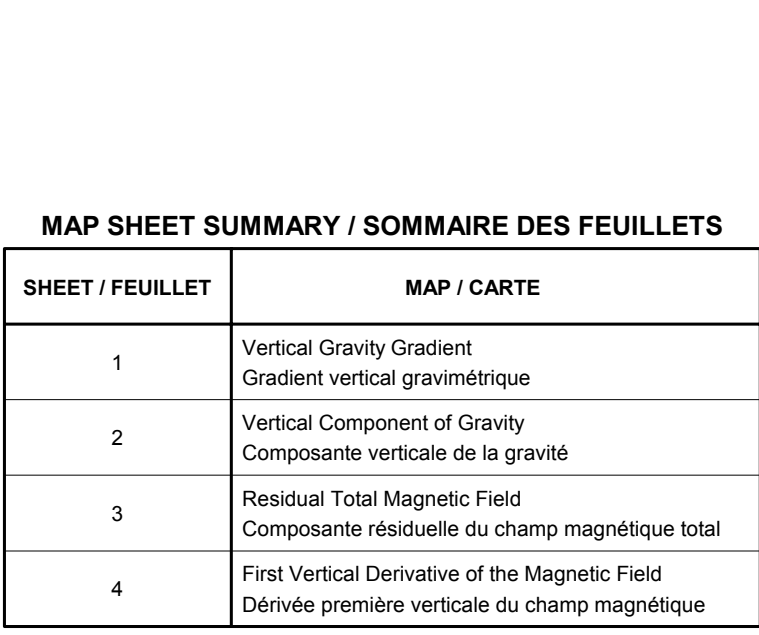 MAP SHEET SUMMARY / SOMMAIRE DES FEUILLETS
SHEET / FEUILLET
MAP / CARTE
1
Vertical Gravity Gradient
Gradient vertical gravimétrique
2
Vertical Component of Gravity
Composante verticale de la gravité
3
Residual Total Magnetic Field
Composante résiduelle du champ magnétique total
4
First Vertical Derivative of the Magnetic Field
Dérivée première verticale du champ magnétique